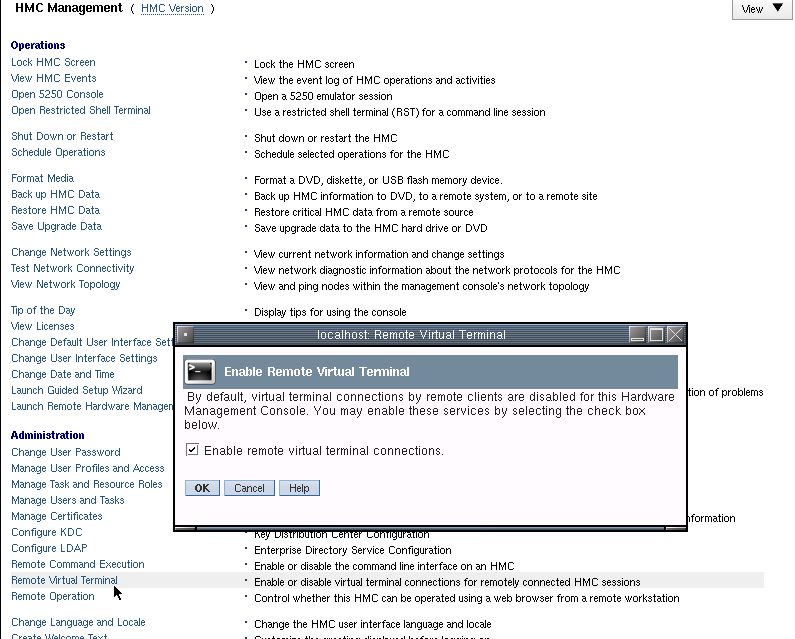 HMC Management ( HMC Version ) View
Operations
Lock HMC Screen · Lock the HMC screen
View HMC Events · View the event log of HMC operations and activities
Open 5250 Console · Open a 5250 emulator session
Open Restricted Shell Terminal · Use a restricted shell terminal (RST) for a command line session
Shut Down or Restart · Shut down or restart the HMC
Schedule Operations · Schedule selected operations for the HMC
Format Media · Format a DVD, diskette, or USB flash memory device.
Back up HMC Data · Back up HMC information to DVD, to a remote system, or to a remote site
Restore HMC Data · Restore critical HMC data from a remote source
Save Upgrade Data · Save upgrade data to the HMC hard drive or DVD
Change Network Settings · View current network information and change settings
Test Network Connectivity · View network diagnostic information about the network protocols for the HMC
View Network Topology · View and ping nodes within the management console's network topology
Tip of the Day · Display tips for using the console
View Licenses
Change Default User Interface Sett
Change User Interface Settings
Change Date and Time
Launch Guided Setup Wizard tion of problems
Launch Remote Hardware Managem
localhost: Remote Virtual Terminal
Enable Remote Virtual Terminal
By default, virtual terminal connections by remote clients are disabled for this Hardware
Management Console. You may enable these services by selecting the check box
below.
Enable remote virtual terminal connections.
OK Cancel Help
Administration
Change User Password
Manage User Profiles and Access
Manage Task and Resource Roles
Manage Users and Tasks
Manage Certificates nformation
Configure KDC · Key Distribution Center Configuration
Configure LDAP · Enterprise Directory Service Configuration
Remote Command Execution · Enable or disable the command line interface on an HMC
Remote Virtual Terminal · Enable or disable virtual terminal connections for remotely connected HMC sessions
Remote Operation · Control whether this HMC can be operated using a web browser from a remote workstation
Change Language and Locale · Change the HMC user interface language and locale
Create Welcome Text · Customize the greeting displayed before logging on